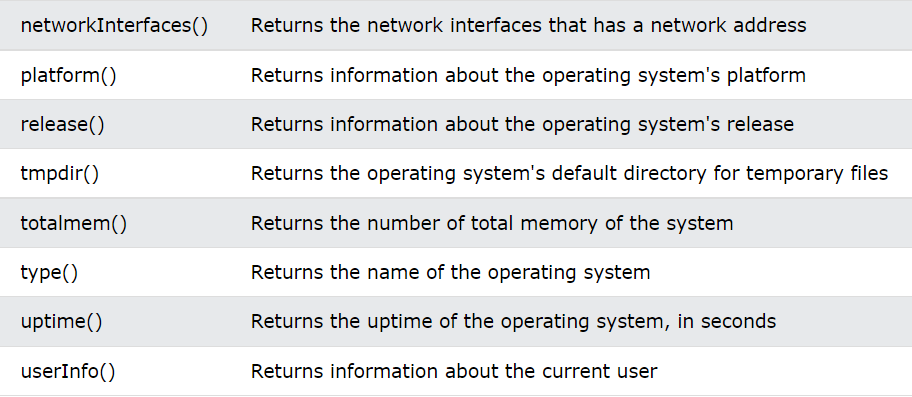 networkInterfaces() Returns the network interfaces that has a network address
platform() Returns information about the operating system's platform
release() Returns information about the operating system's release
tmpdir() Returns the operating system's default directory for temporary files
totalmem() Returns the number of total memory of the system
type() Returns the name of the operating system
uptime() Returns the uptime of the operating system, in seconds
userInfo() Returns information about the current user